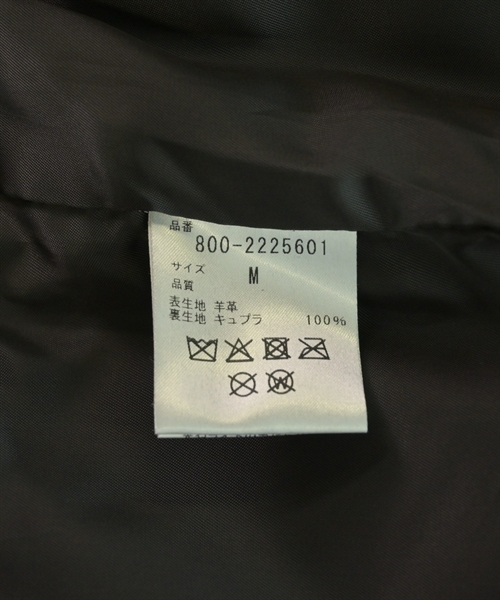 品番
800-2225601
サイズ M
品質
表生地 羊革
裏生地 キュプラ 100%